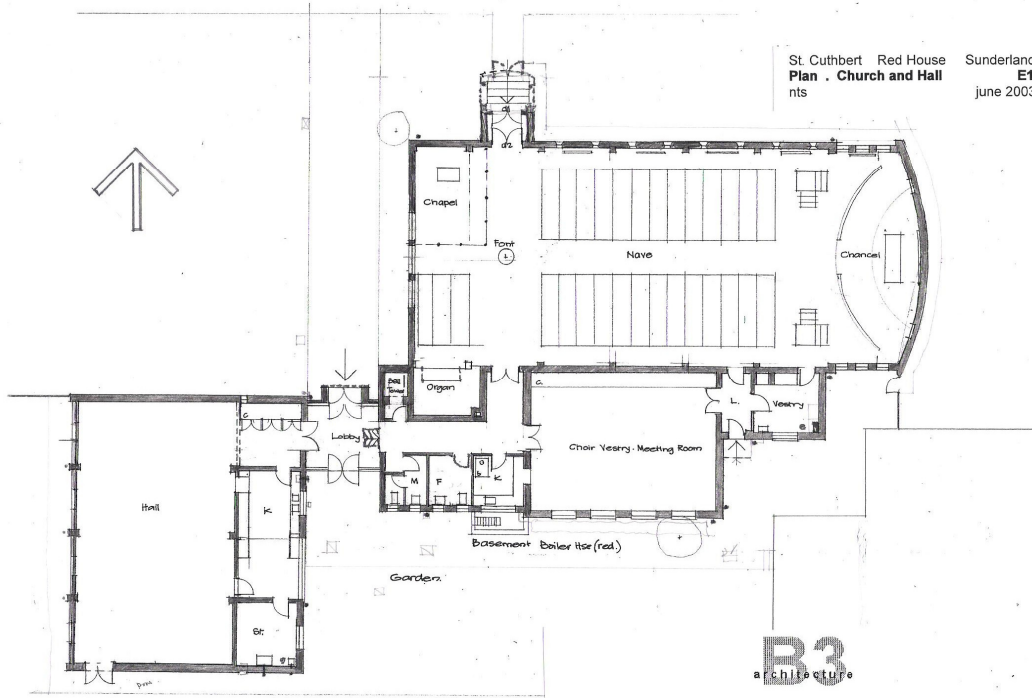 St. Cuthbert Red House Sunderland
Plan . Church and Hall E1
nts june 2003
Chapel
Font
Nave
Chancel
Bell
Tower
Organ
C.
L.
Vestry
C
Lobby
Choir Vestry . Meeting Room
M
F
K
Hall
K
Basement Boiler Hse (red.)
Garden.
St.
B3
architecture